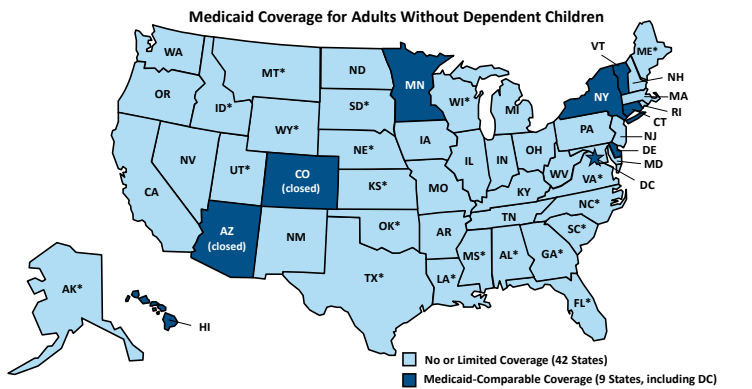 Medicaid Coverage for Adults Without Dependent Children
WA
OR
CA
NV
ID*
MT*
WY*
UT*
CO
(closed)
AZ
(closed)
NM
ND
SD*
NE*
KS*
OK*
TX*
MN
IA
MO
AR
LA*
WI*
IL
MI
IN
OH
KY
TN
MS*
AL*
GA*
FL*
SC*
NC*
VA*
WV
PA
NY
VT
ME*
NH
MA
RI
CT
NJ
DE
MD
DC
AK*
HI
No or Limited Coverage (42 States)
Medicaid-Comparable Coverage (9 States, including DC)